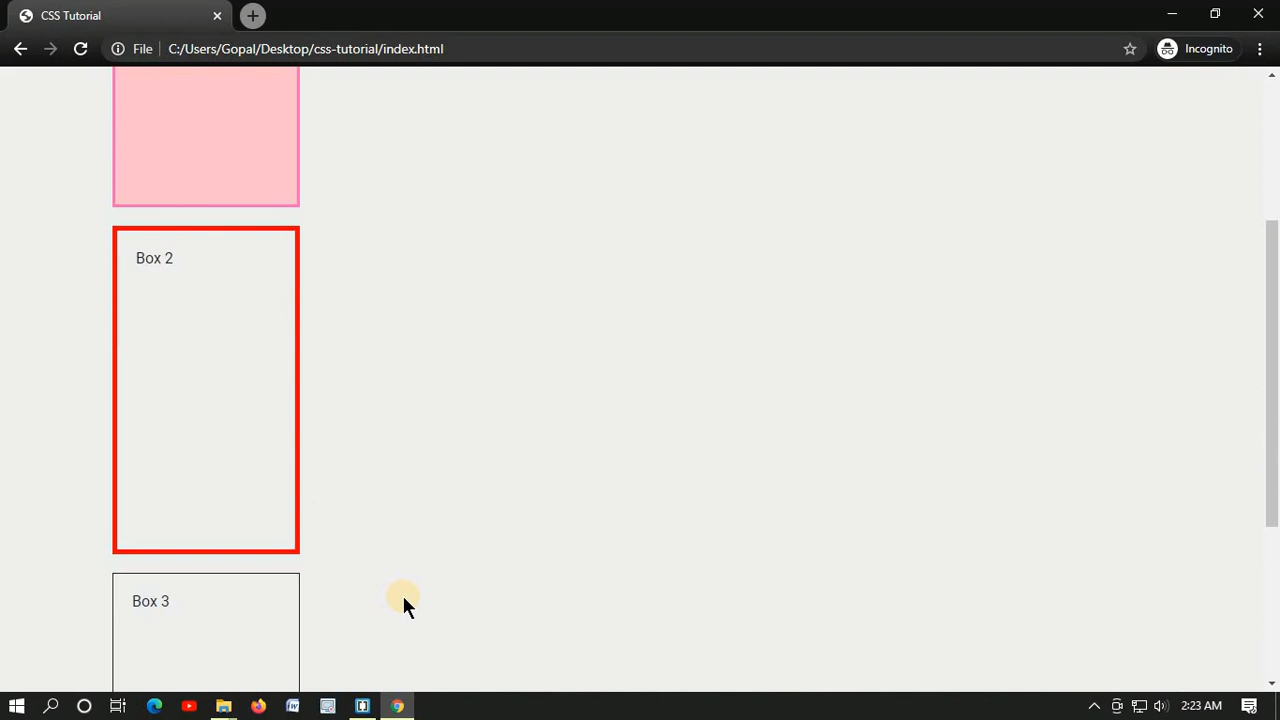 CSS Tutorial
File
C:/Users/Gopal/Desktop/css-tutorial/index.html
Incognito
Box 2
Box 3
2:23 AM